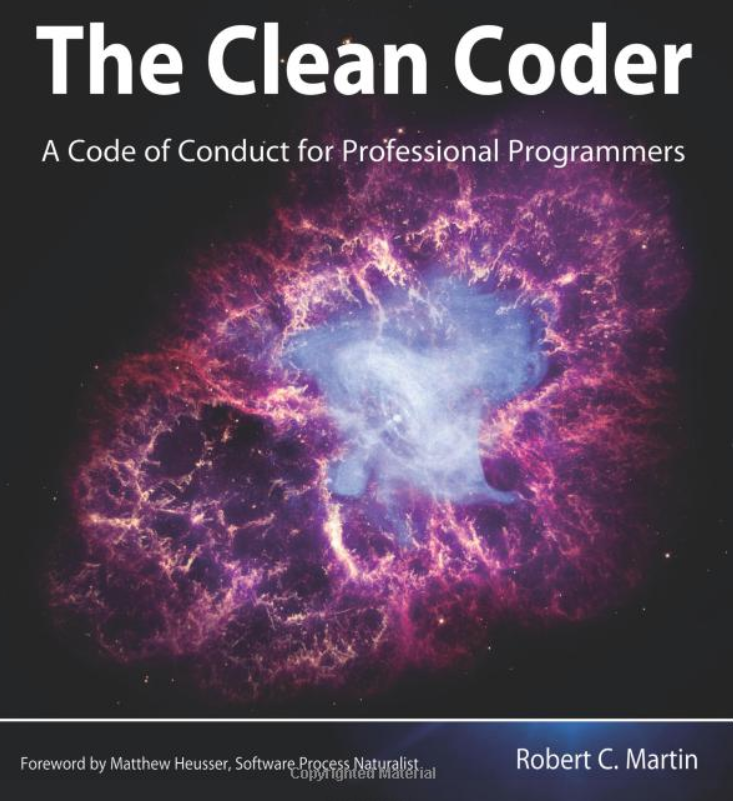 The Clean Coder
A Code of Conduct for Professional Programmers
Foreword by Matthew Heusser, Software Process Naturalist
Robert C. Martin
Copyrighted Material